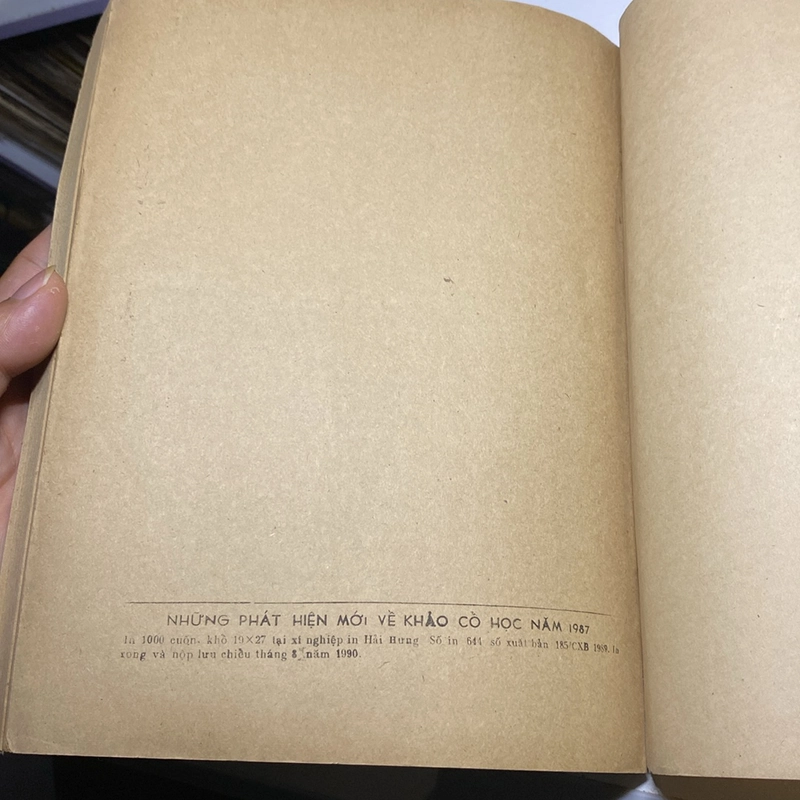 NHỮNG PHÁT HIỆN MỚI VỀ KHẢO CỔ HỌC NĂM 1987
In 1000 cuốn, khổ 19×27 tại xí nghiệp in Hải Hưng Số in 644 số xuất bản 185/CXB 1989. In
xong và nộp lưu chiểu tháng 8 năm 1990.